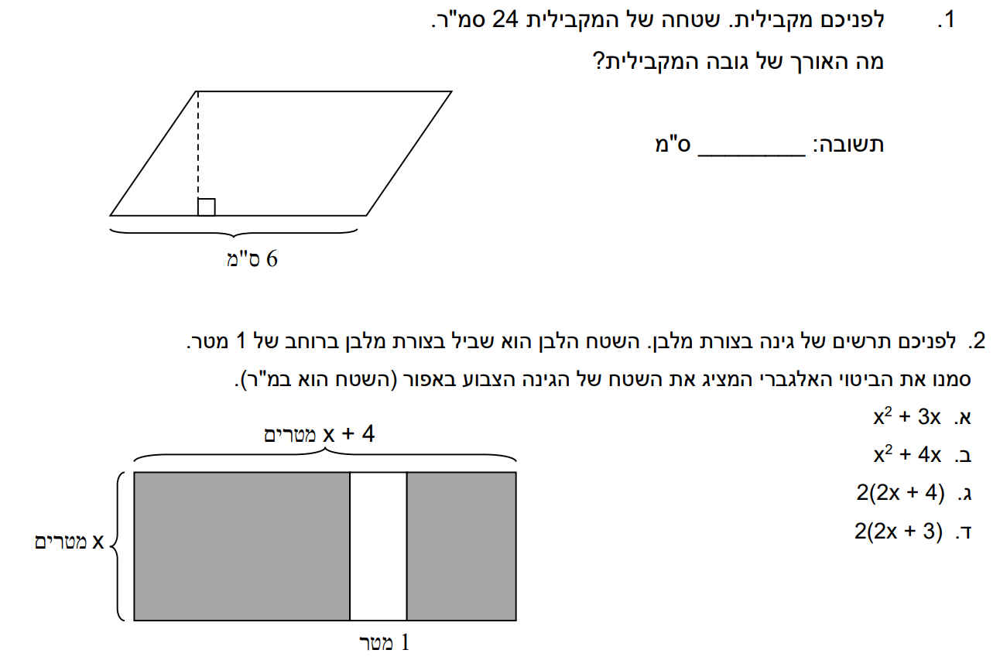 1. לפניכם מקבילית. שטחה של המקבילית 24 סמ"ר.
מה האורך של גובה המקבילית?
תשובה: _________ ס"מ
6 ס"מ
2. לפניכם תרשים של גינה בצורת מלבן. השטח הלבן הוא שביל בצורת מלבן ברוחב של 1 מטר.
סמנו את הביטוי האלגברי המציג את השטח של הגינה הצבוע באפור (השטח הוא במ"ר).
א. x² + 3x
ב. x² + 4x
ג. 2(2x + 4)
ד. 2(2x + 3)
x + 4 מטרים
x מטרים
1 מטר